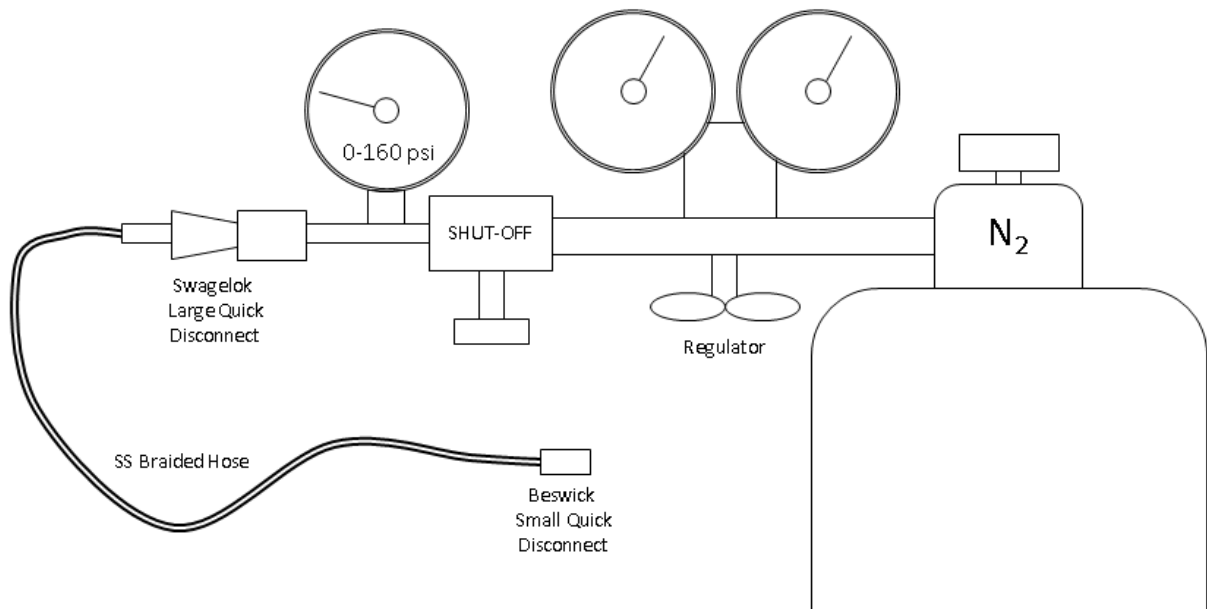 0-160 psi
SHUT-OFF
N₂
Swagelok
Large Quick
Disconnect
Regulator
SS Braided Hose
Beswick
Small Quick
Disconnect